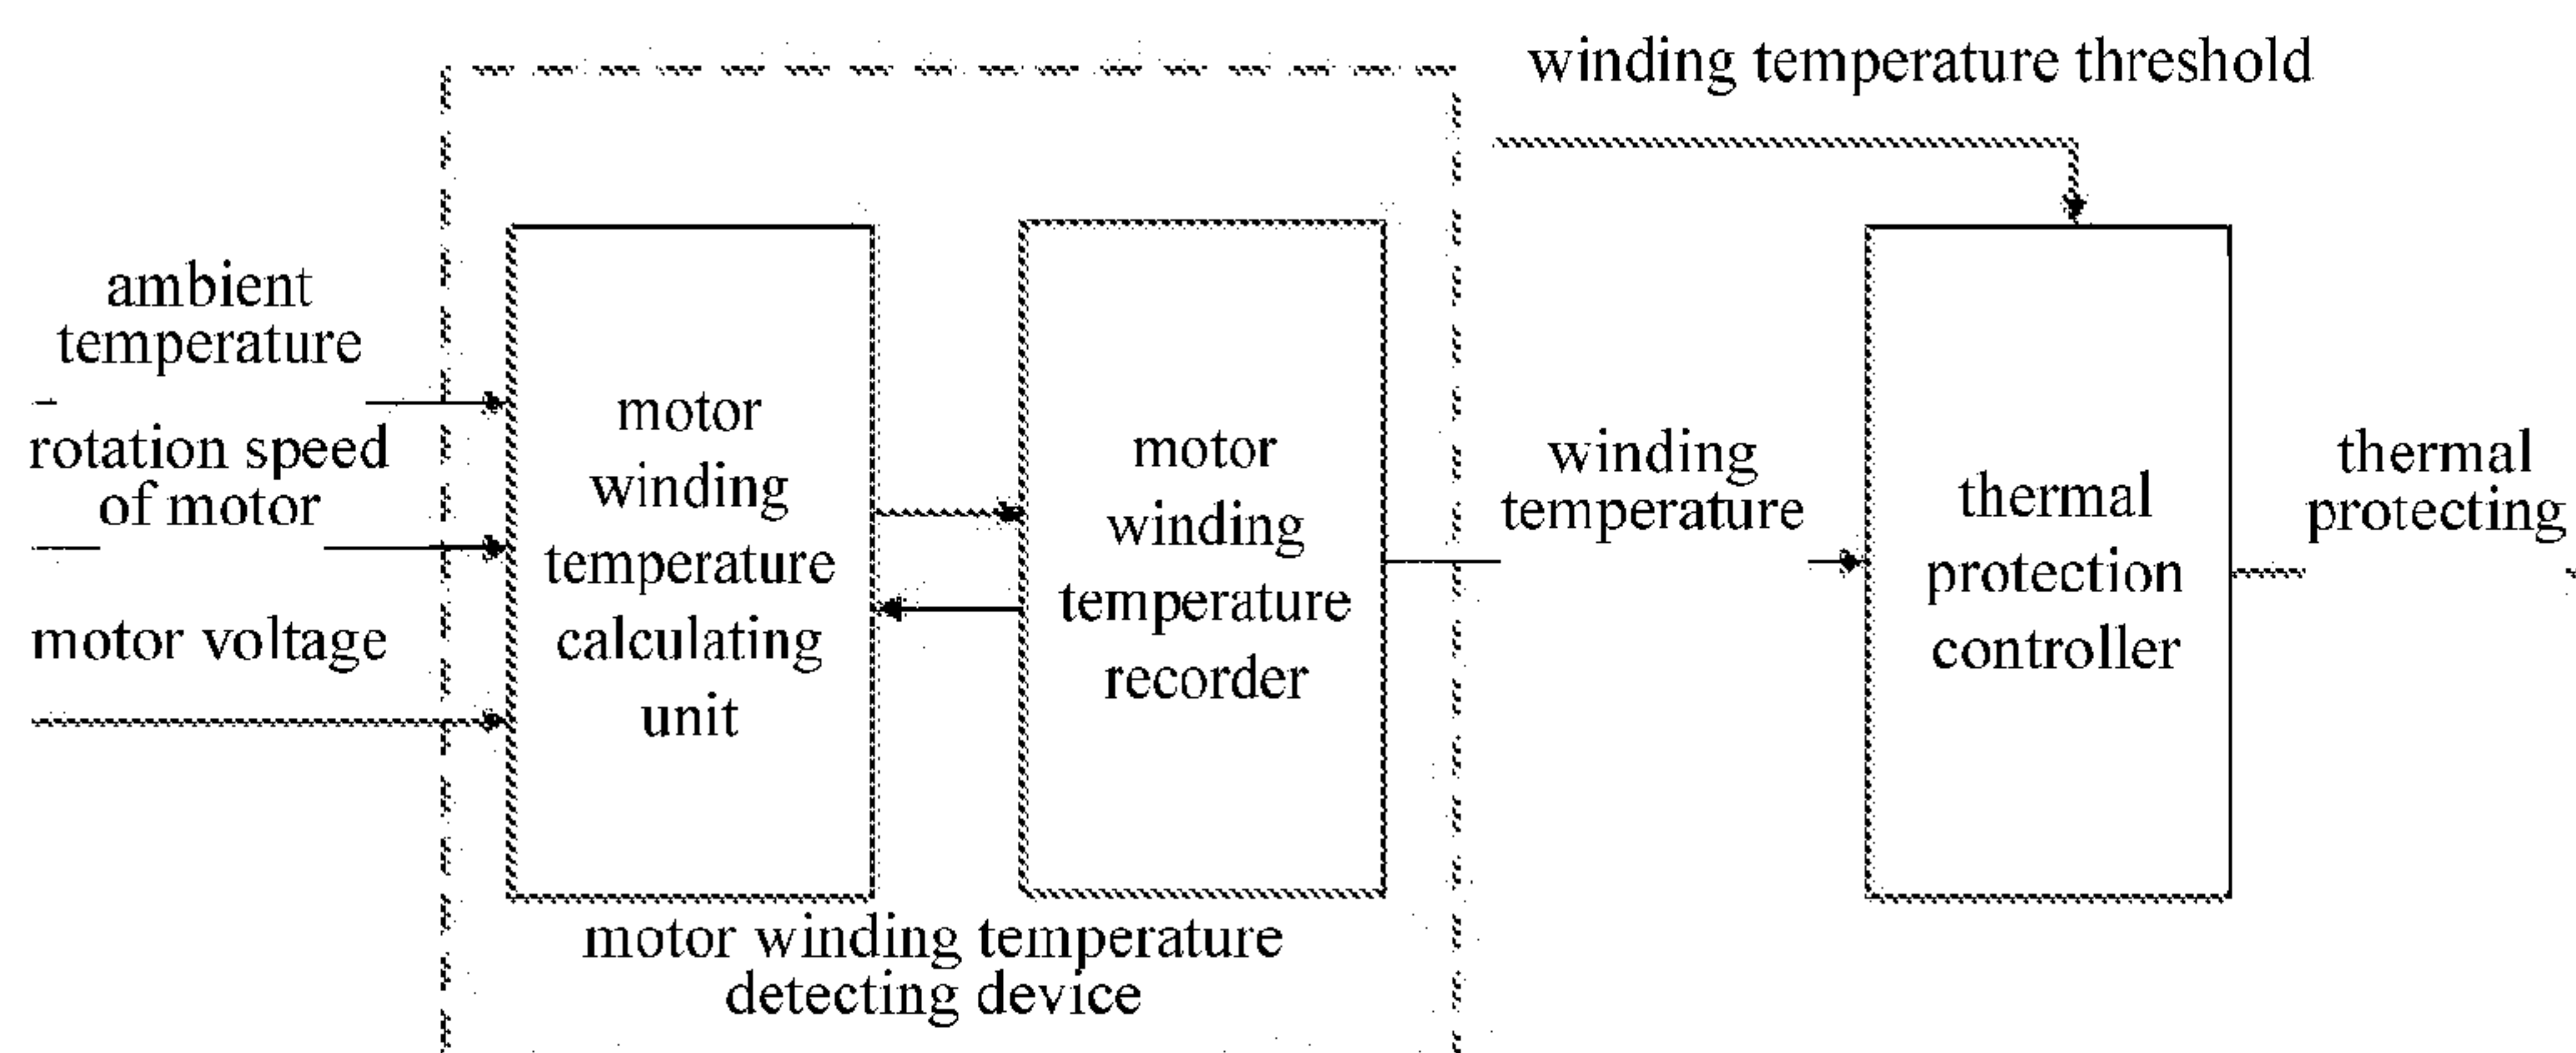 winding temperature threshold
ambient
temperature
rotation speed
of motor
motor voltage
motor
winding
temperature
calculating
unit
motor
winding
temperature
recorder
winding
temperature
thermal
protection
controller
thermal
protecting
motor winding temperature
detecting device